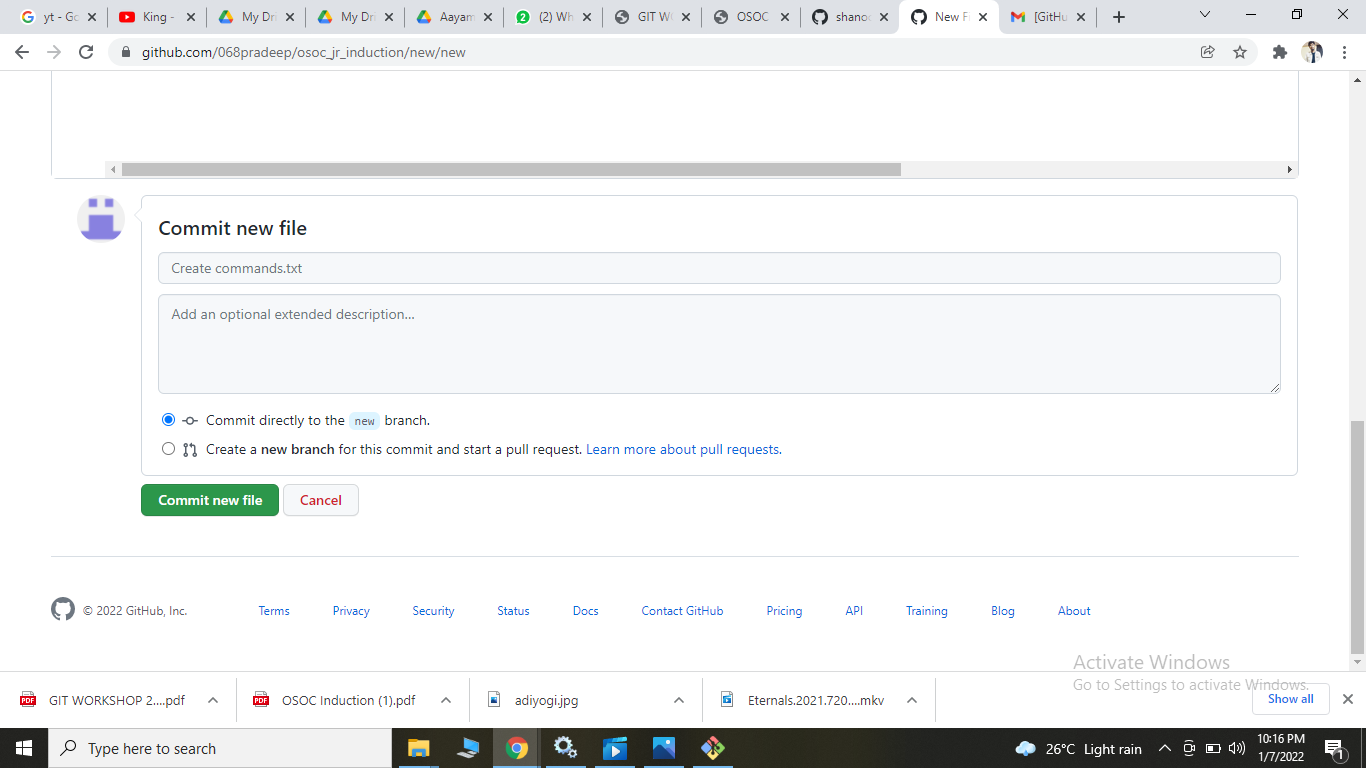 yt - Go
King -
My Dri
My Dri
Aayam
(2) Wh
GIT WO
OSOC
shanoc
New Fi
[GitHu
github.com/068pradeep/osoc_jr_induction/new/new
Commit new file
Create commands.txt
Add an optional extended description...
Commit directly to the new branch.
Create a new branch for this commit and start a pull request. Learn more about pull requests.
Commit new file
Cancel
© 2022 GitHub, Inc.
Terms
Privacy
Security
Status
Docs
Contact GitHub
Pricing
API
Training
Blog
About
Activate Windows
Go to Settings to activate Windows.
GIT WORKSHOP 2....pdf
OSOC Induction (1).pdf
adiyogi.jpg
Eternals.2021.720....mkv
Show all
Type here to search
26°C Light rain
10:16 PM
1/7/2022
1